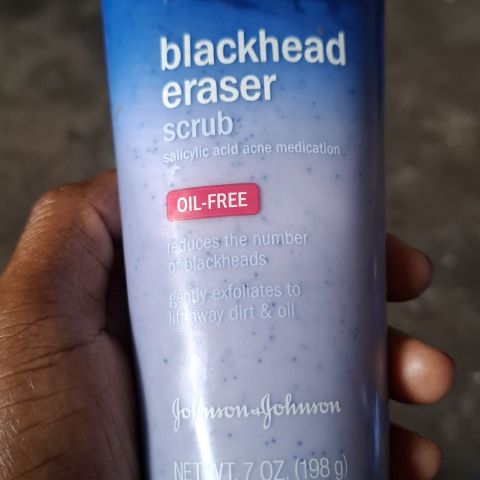 blackhead
eraser
scrub
salicylic acid acne medication
OIL-FREE
reduces the number
of blackheads
gently exfoliates to
lift away dirt & oil
Johnson & Johnson
NET WT. 7 OZ. (198 g)